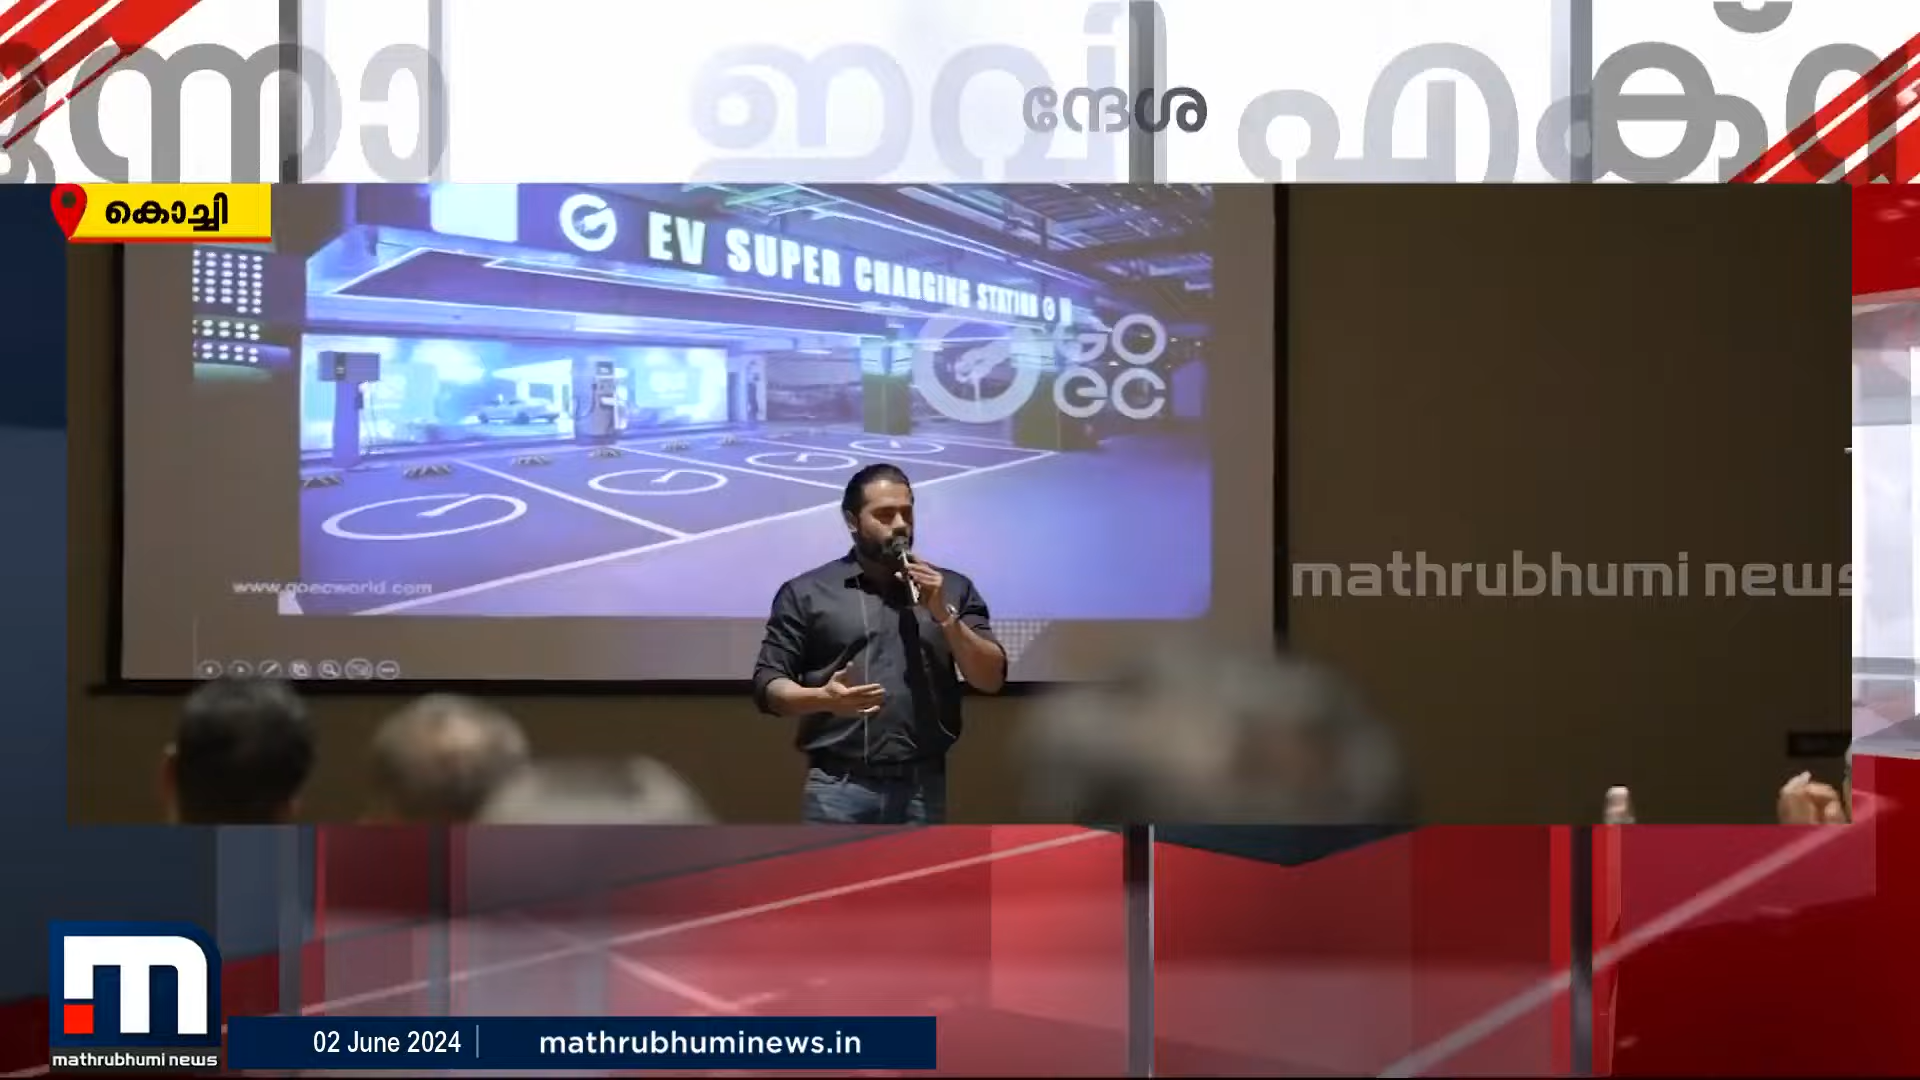 ന്ദേശ
കൊച്ചി
EV SUPER CHARGING STATION
GO
eC
www.goecworld.com
mathrubhumi news
02 June 2024
mathrubhuminews.in
mathrubhumi news